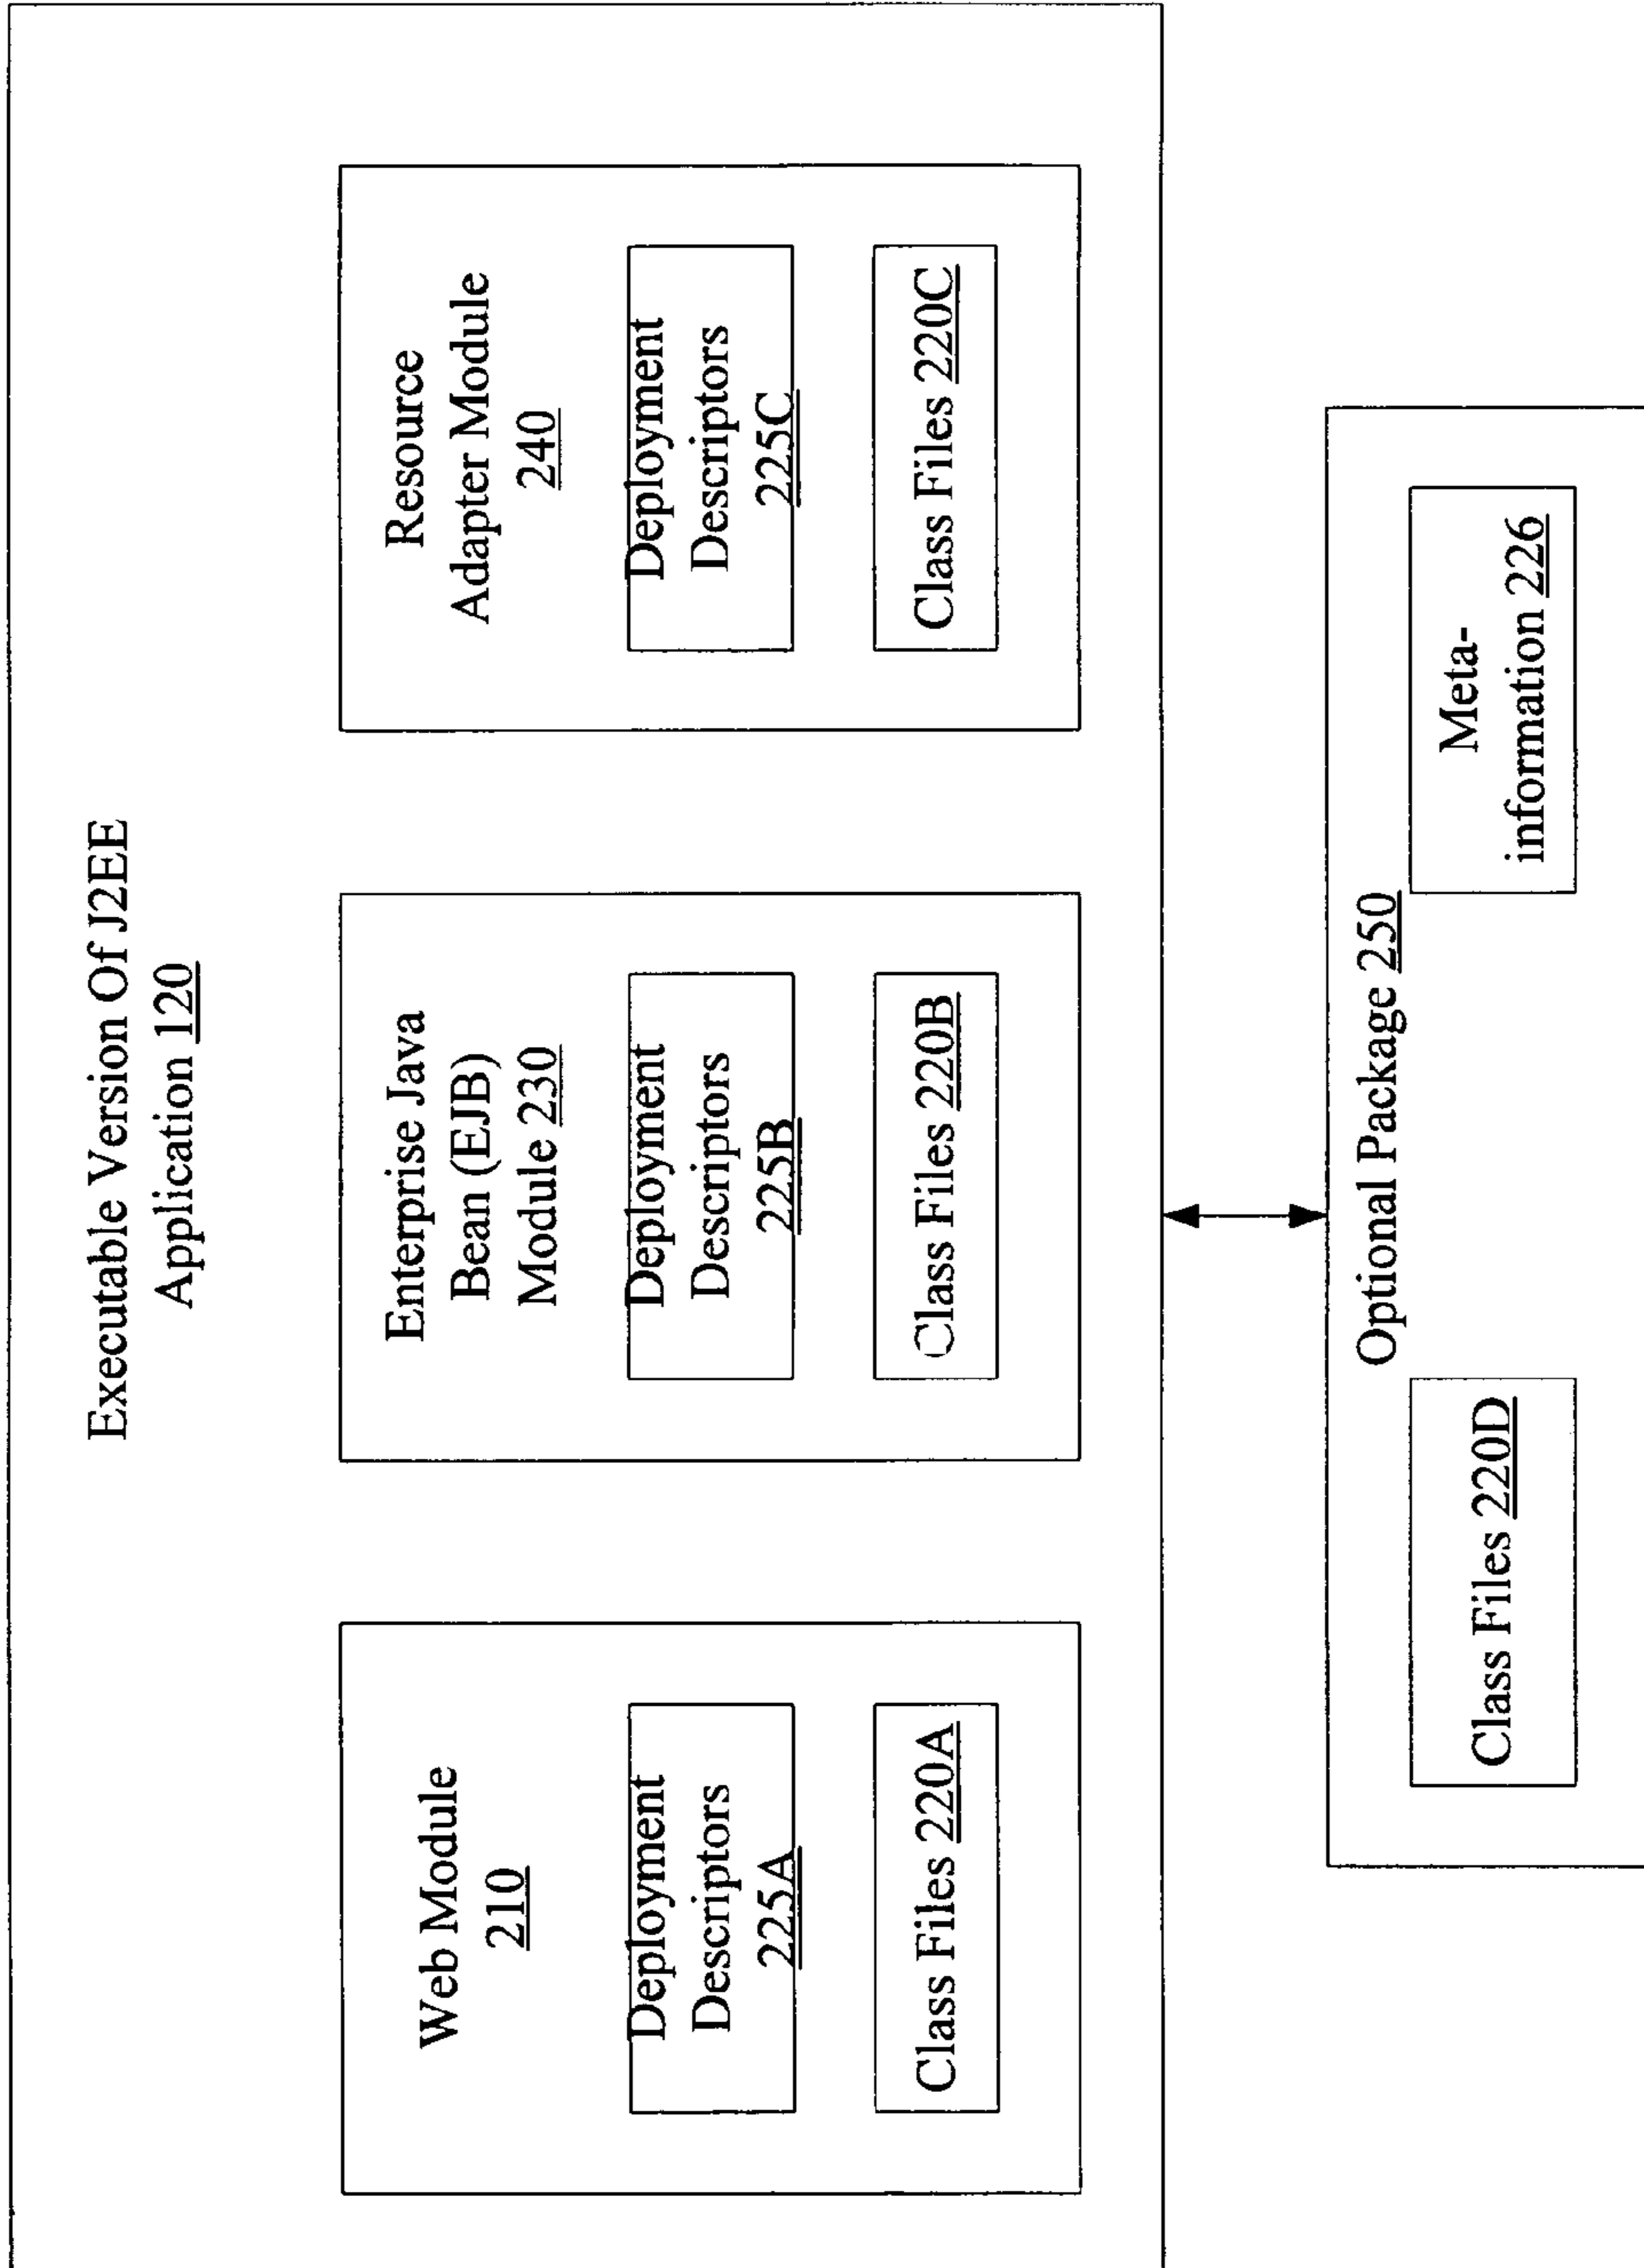 Executable Version Of J2EE
Application 120
Web Module
210
Deployment
Descriptors
225A
Class Files 220A
Enterprise Java
Bean (EJB)
Module 230
Deployment
Descriptors
225B
Class Files 220B
Resource
Adapter Module
240
Deployment
Descriptors
225C
Class Files 220C
Optional Package 250
Class Files 220D
Meta-
information 226